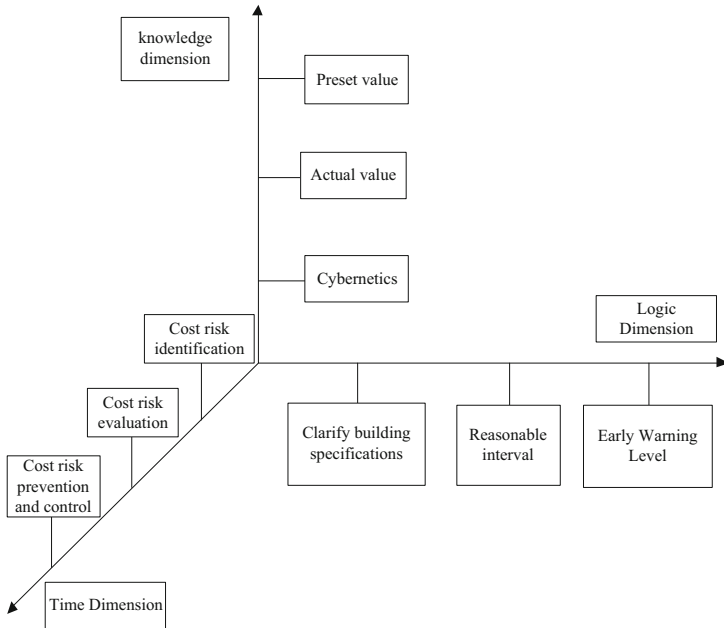 knowledge
dimension
Preset value
Actual value
Cybernetics
Logic
Dimension
Cost risk
identification
Cost risk
evaluation
Clarify building
specifications
Reasonable
interval
Early Warning
Level
Cost risk
prevention
and control
Time Dimension